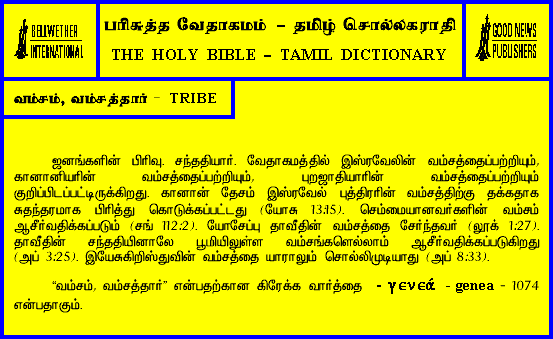 BELLWETHER
INTERNATIONAL
பரிசுத்த வேதாகமம் - தமிழ் சொல்லகராதி
THE HOLY BIBLE - TAMIL DICTIONARY
GOOD NEWS
PUBLISHERS
வம்சம், வம்சத்தார் - TRIBE
ஜனங்களின் பிரிவு. சந்ததியார். வேதாகமத்தில் இஸ்ரவேலின் வம்சத்தைப்பற்றியும்,
கானானியரின் வம்சத்தைப்பற்றியும், புறஜாதியாரின் வம்சத்தைப்பற்றியும்
குறிப்பிடப்பட்டிருக்கிறது. கானான் தேசம் இஸ்ரவேல் புத்திரரின் வம்சத்திற்கு தக்கதாக
சுதந்தரமாக பிரித்து கொடுக்கப்பட்டது (யோசு 13:15). செம்மையானவர்களின் வம்சம்
ஆசீர்வதிக்கப்படும் (சங் 112:2). யோசேப்பு தாவீதின் வம்சத்தை சேர்ந்தவர் (லூக் 1:27).
தாவீதின் சந்ததியினாலே பூமியிலுள்ள வம்சங்களெல்லாம் ஆசீர்வதிக்கப்படுகிறது
(அப் 3:25). இயேசுகிறிஸ்துவின் வம்சத்தை யாராலும் சொல்லிமுடியாது (அப் 8:33).
“வம்சம், வம்சத்தார்” என்பதற்கான கிரேக்க வார்த்தை - γενεά - genea - 1074
என்பதாகும்.